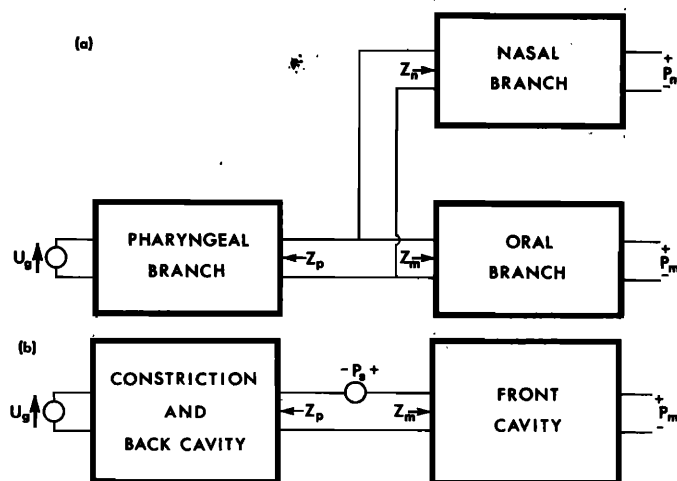 (a)
NASAL
BRANCH
Zn
+
Pn
-
PHARYNGEAL
BRANCH
Ug
Zp
Zm
ORAL
BRANCH
+
Pm
-
(b)
CONSTRICTION
AND
BACK CAVITY
Ug
- Ps +
Zp
Zm
FRONT
CAVITY
+
Pm
-